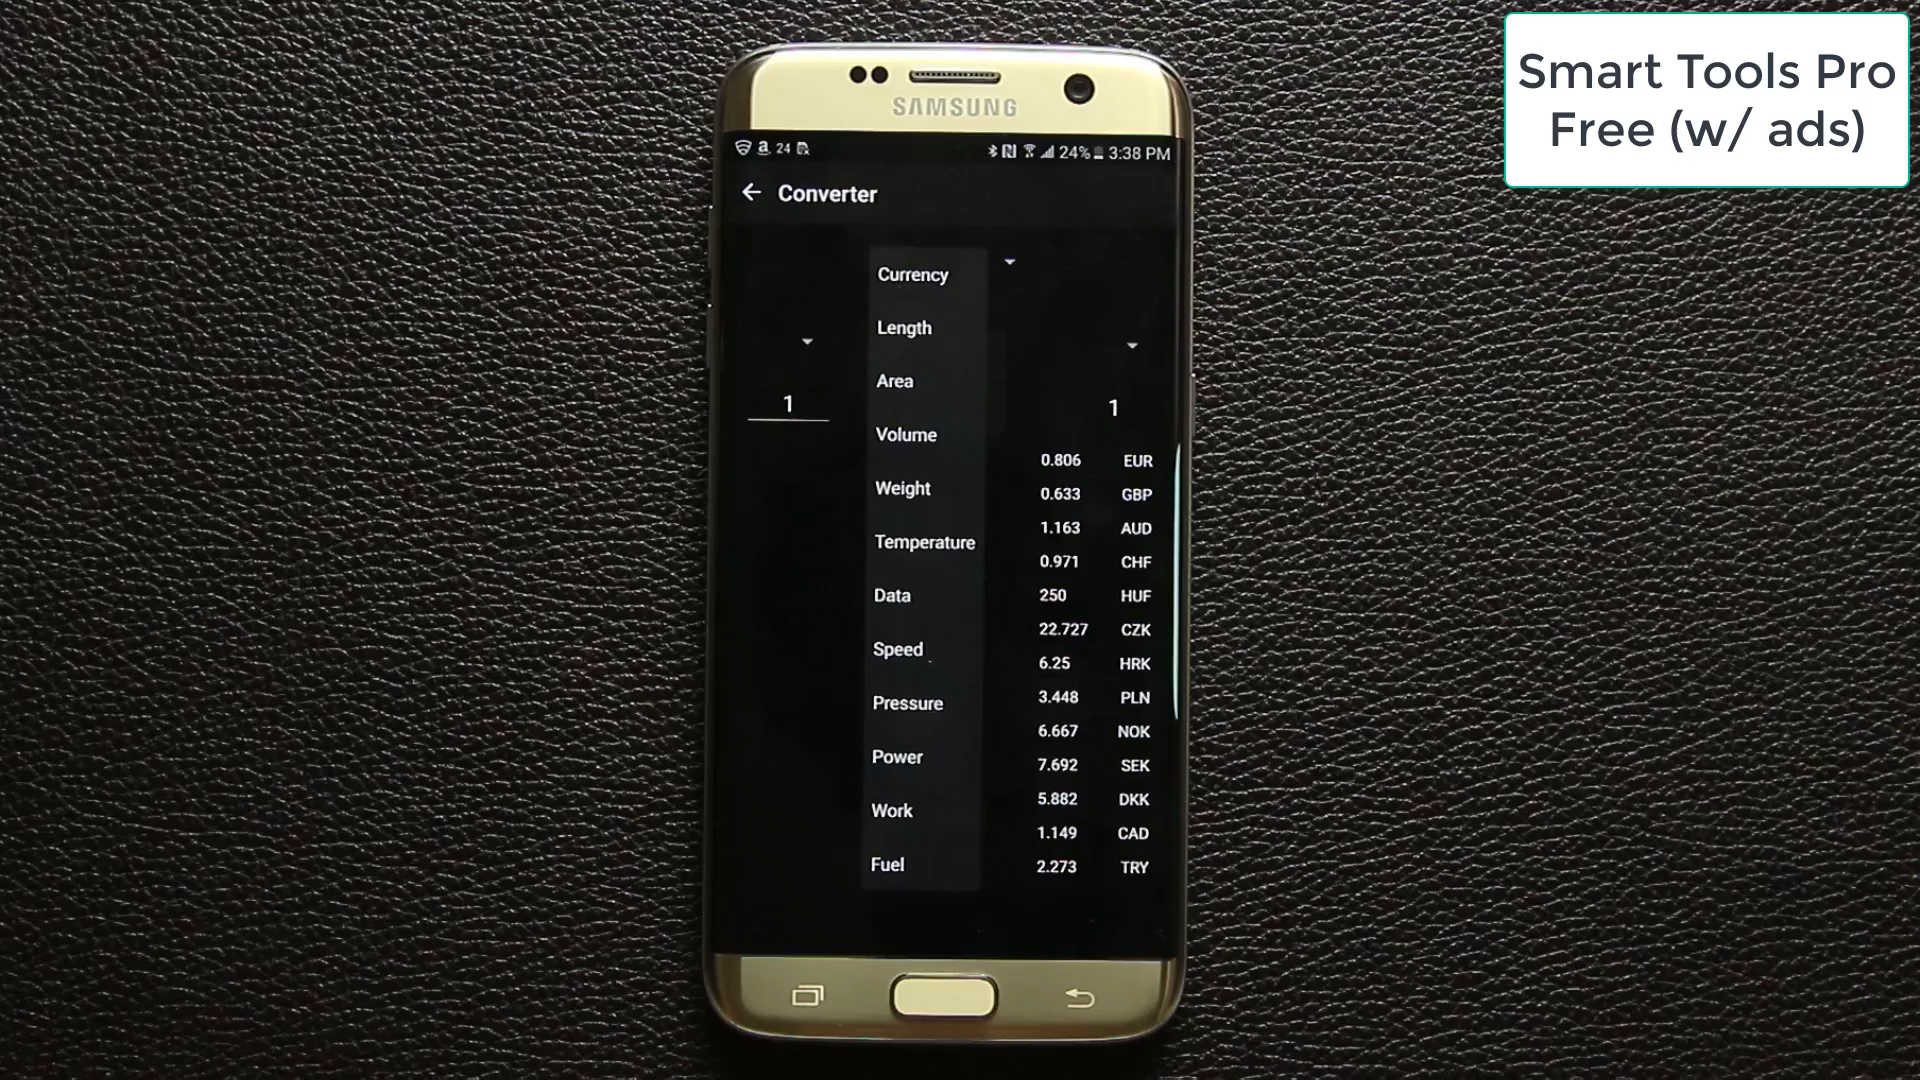 Smart Tools Pro
Free (w/ ads)
SAMSUNG
a 24 24% 3:38 PM
Converter
Currency
Length
Area
Volume
Weight
Temperature
Data
Speed
Pressure
Power
Work
Fuel
1
1
0.806 EUR
0.633 GBP
1.163 AUD
0.971 CHF
250 HUF
22.727 CZK
6.25 HRK
3.448 PLN
6.667 NOK
7.692 SEK
5.882 DKK
1.149 CAD
2.273 TRY